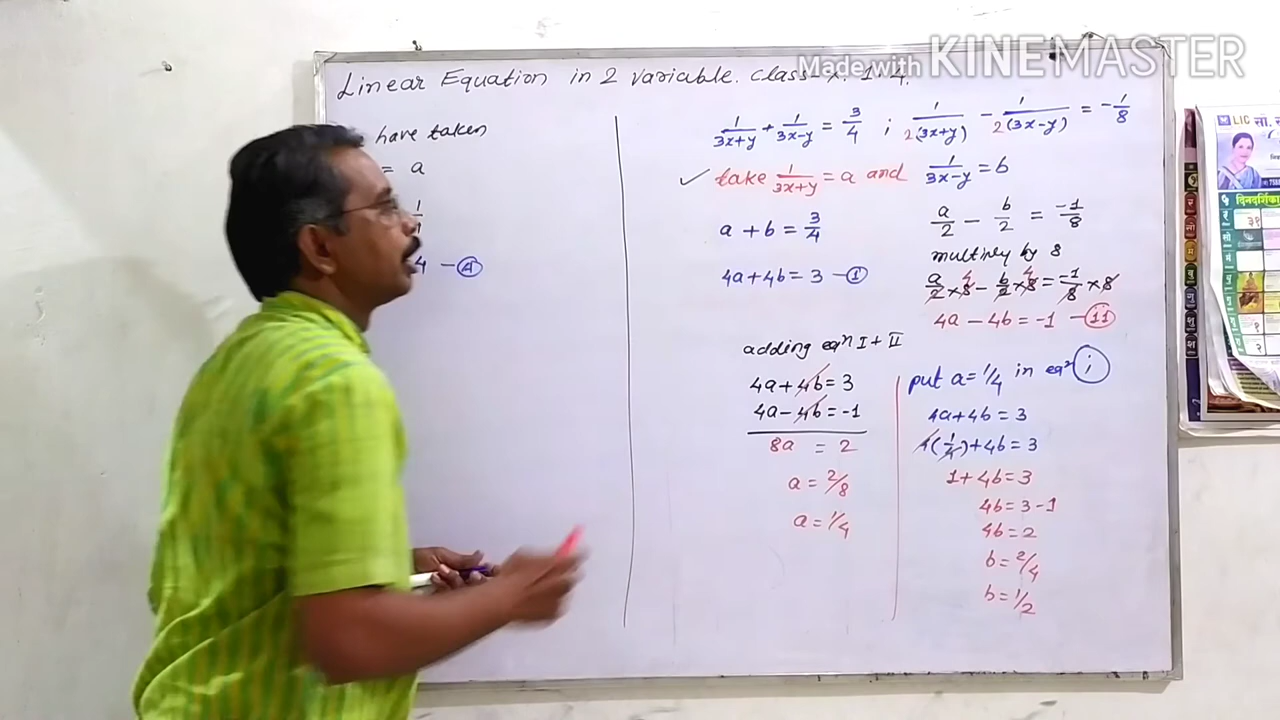 Made with KINEMASTER
Linear Equation in 2 variable. class-X. 1.4.
have taken
= a
4 — ④
1/(3x+y) + 1/(3x-y) = 3/4 ; 1/2(3x+y) - 1/2(3x-y) = -1/8
✓ take 1/(3x+y) = a and 1/(3x-y) = b
a + b = 3/4
4a+4b = 3 — ①
a/2 - b/2 = -1/8
multiply by 8
a/2 × 8 4 - b/2 × 8 4 = -1/8 × 8
4a - 4b = -1 — 11
adding eqn I + II
4a + 4b = 3
4a - 4b = -1
8a = 2
a = 2/8
a = 1/4
put a = 1/4 in eqn i
4a+4b = 3
4(1/4)+4b = 3
1+4b = 3
4b = 3-1
4b = 2
b = 2/4
b = 1/2
LIC सौ.
दिनदर्शिका